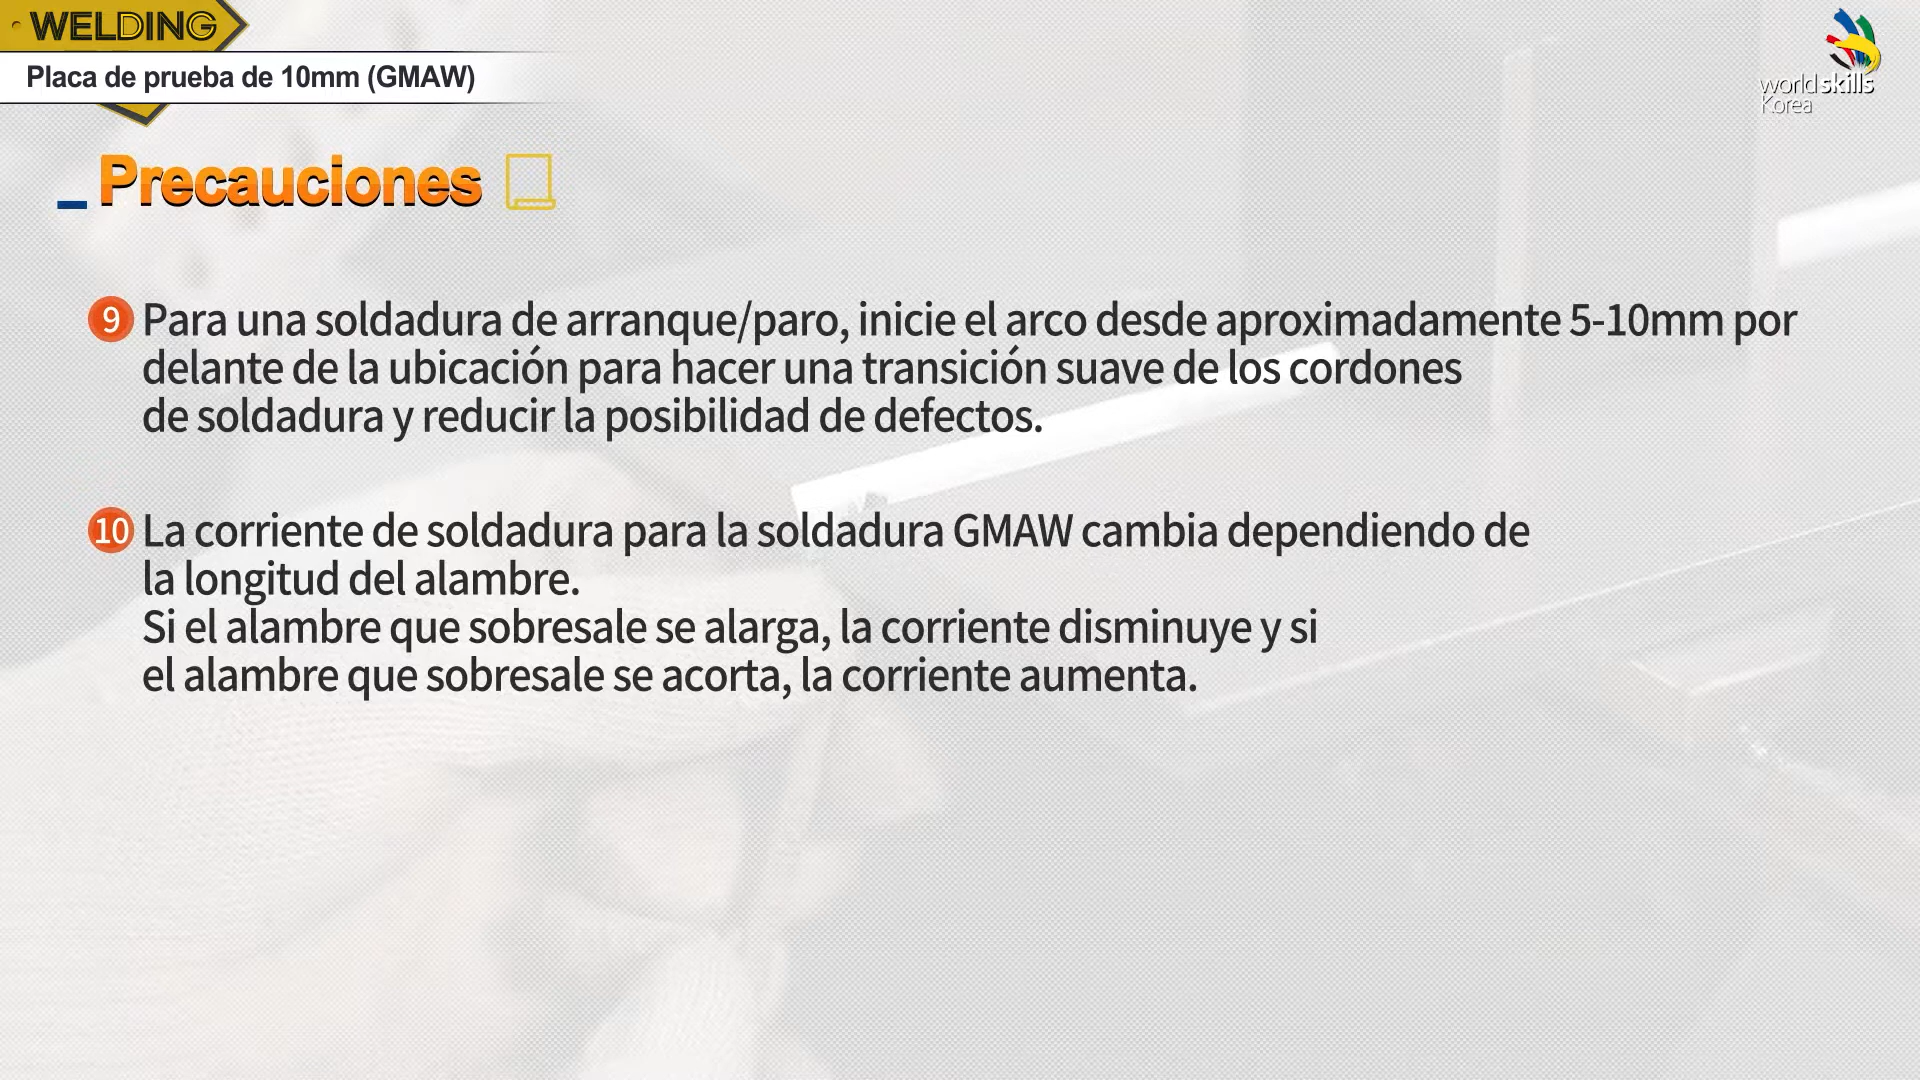 WELDING
Placa de prueba de 10mm (GMAW)
world skills
Korea
Precauciones
9 Para una soldadura de arranque/paro, inicie el arco desde aproximadamente 5-10mm por
delante de la ubicación para hacer una transición suave de los cordones
de soldadura y reducir la posibilidad de defectos.
10 La corriente de soldadura para la soldadura GMAW cambia dependiendo de
la longitud del alambre.
Si el alambre que sobresale se alarga, la corriente disminuye y si
el alambre que sobresale se acorta, la corriente aumenta.